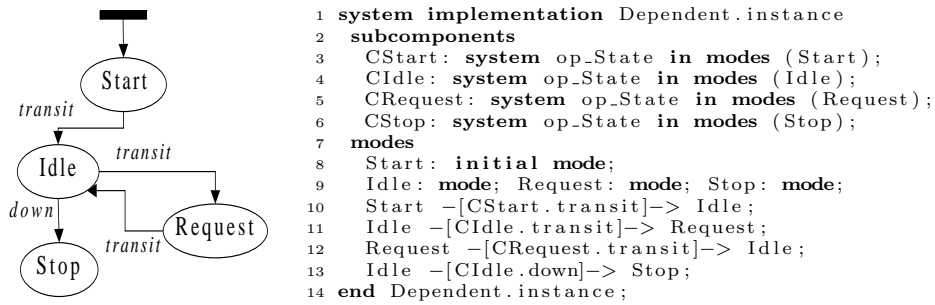 Start
transit
Idle
transit
down
Request
transit
Stop
1 system implementation Dependent.instance
2 subcomponents
3 CStart: system op_State in modes (Start);
4 CIdle: system op_State in modes (Idle);
5 CRequest: system op_State in modes (Request);
6 CStop: system op_State in modes (Stop);
7 modes
8 Start: initial mode;
9 Idle: mode; Request: mode; Stop: mode;
10 Start −[CStart.transit]−> Idle;
11 Idle −[CIdle.transit]−> Request;
12 Request −[CRequest.transit]−> Idle;
13 Idle −[CIdle.down]−> Stop;
14 end Dependent.instance;